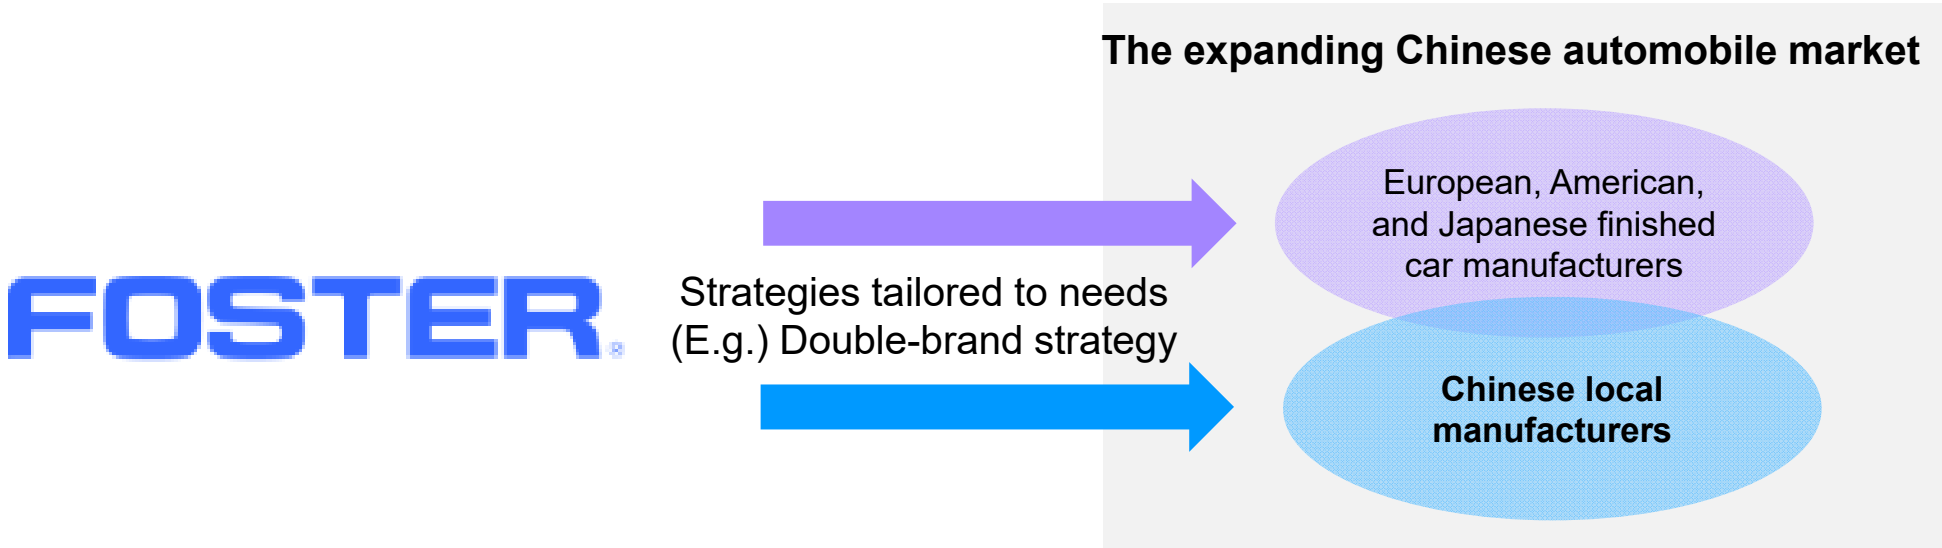 The expanding Chinese automobile market
European, American,
and Japanese finished
car manufacturers
FOSTER®
Strategies tailored to needs
(E.g.) Double-brand strategy
Chinese local
manufacturers